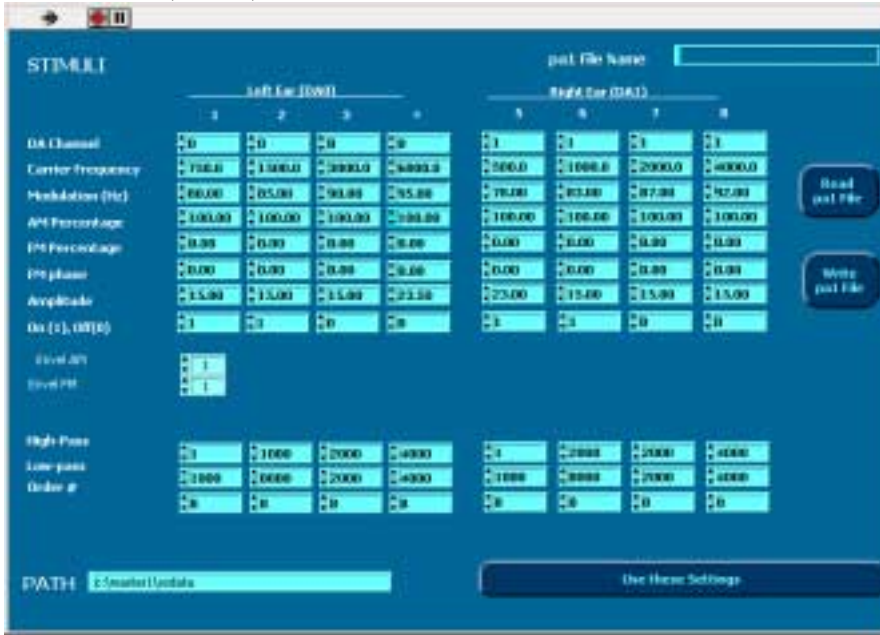 STIMULI
pat file name
Left Ear (DA0)
Right Ear (DA1)
1 2 3 4 5 6 7 8
DA Channel 0 0 0 0 1 1 1 1
Carrier Frequency 750.0 1500.0 3000.0 6000.0 500.0 1000.0 2000.0 4000.0
Modulation (Hz) 80.00 85.00 90.00 95.00 78.00 83.00 87.00 92.00
AM Percentage 100.00 100.00 100.00 100.00 100.00 100.00 100.00 100.00
FM Percentage 0.00 0.00 0.00 0.00 0.00 0.00 0.00 0.00
FM phase 0.00 0.00 0.00 0.00 0.00 0.00 0.00 0.00
Amplitude 15.00 15.00 15.00 23.50 23.00 15.00 15.00 15.00
On (1), Off(0) 1 1 0 0 1 1 0 0
Read
pat File
Write
pat File
AM 1
FM 1
High-Pass 1 1000 2000 4000 1 2000 2000 4000
Low-pass 1000 2000 4000 1000 2000 4000
Order # 0 0 0 0 0 0 0 0
PATH
Use these Settings